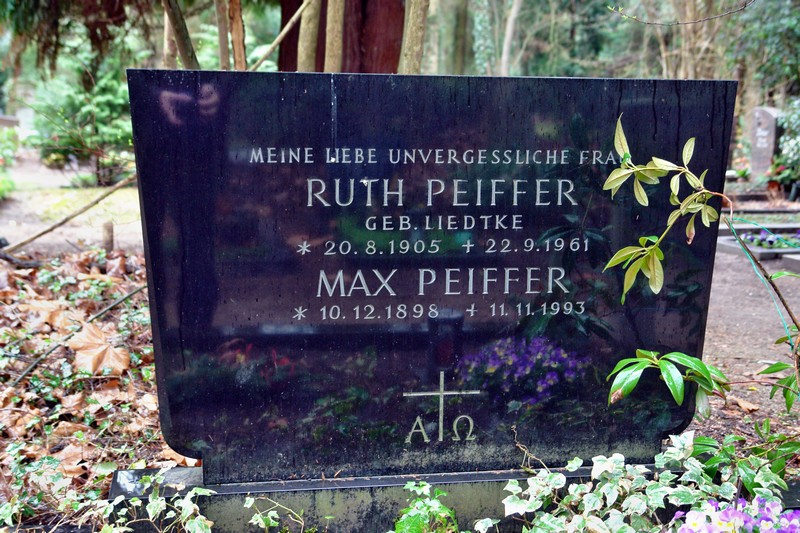 MEINE LIEBE UNVERGESSLICHE FRAU
RUTH PEIFFER
GEB. LIEDTKE
* 20.8.1905 + 22.9.1961
MAX PEIFFER
* 10.12.1898 + 11.11.1993
Α Ω